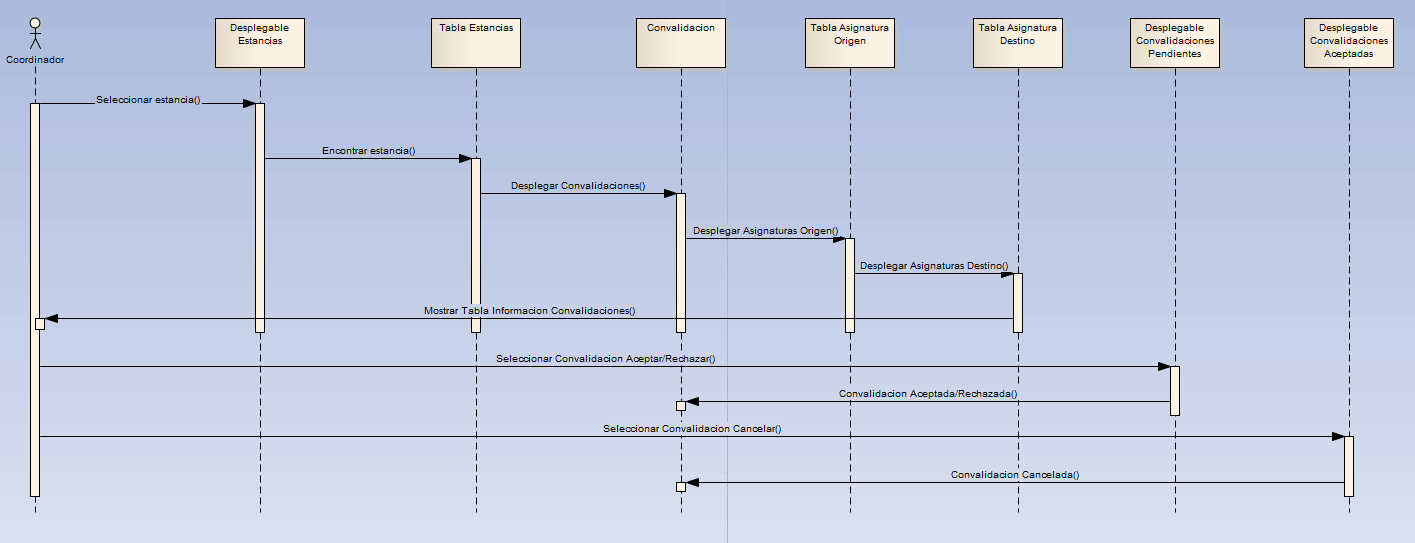 Coordinador
Desplegable
Estancias
Tabla Estancias
Convalidacion
Tabla Asignatura
Origen
Tabla Asignatura
Destino
Desplegable
Convalidaciones
Pendientes
Desplegable
Convalidaciones
Aceptadas
Seleccionar estancia()
Encontrar estancia()
Desplegar Convalidaciones()
Desplegar Asignaturas Origen()
Desplegar Asignaturas Destino()
Mostrar Tabla Informacion Convalidaciones()
Seleccionar Convalidacion Aceptar/Rechazar()
Convalidacion Aceptada/Rechazada()
Seleccionar Convalidacion Cancelar()
Convalidacion Cancelada()